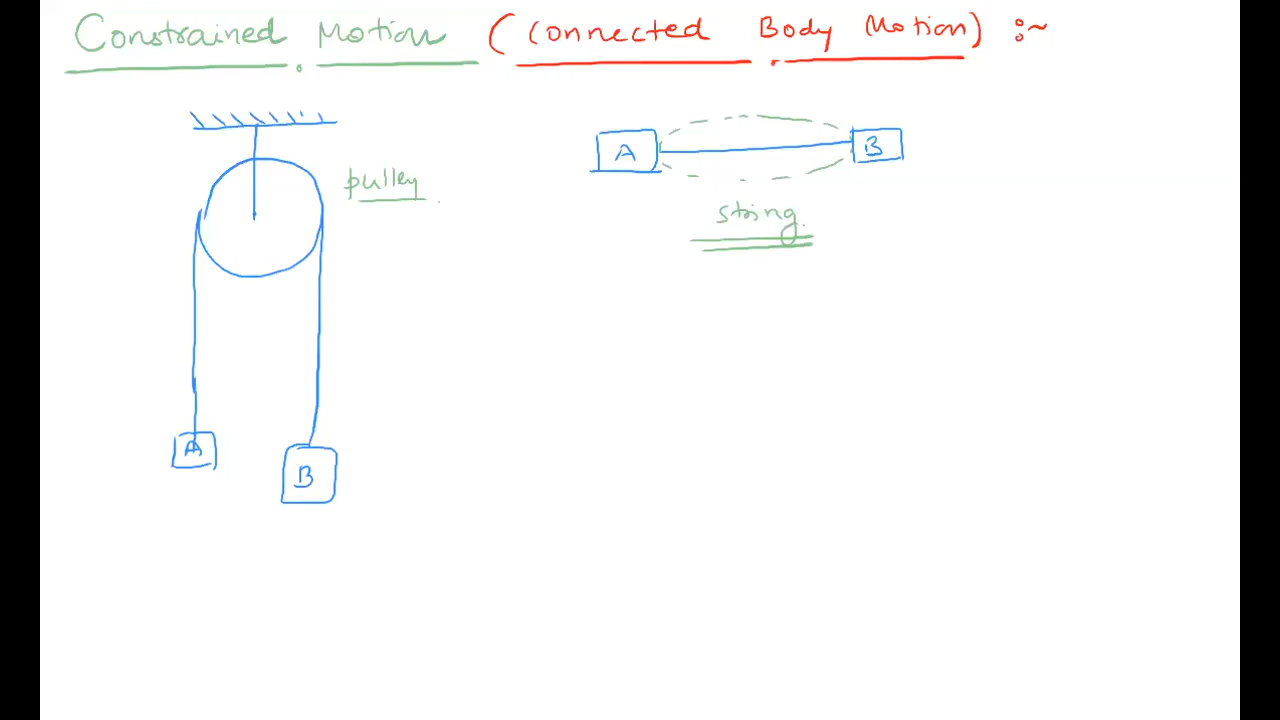 Constrained Motion (Connected Body Motion) :~
pulley
A
B
string
A
B